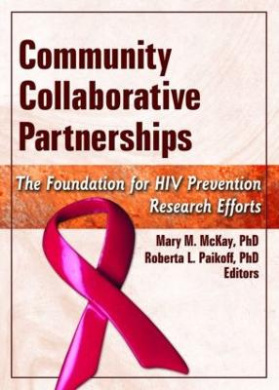 Community
Collaborative
Partnerships
The Foundation for HIV Prevention
Research Efforts
Mary M. McKay, PhD
Roberta L. Paikoff, PhD
Editors